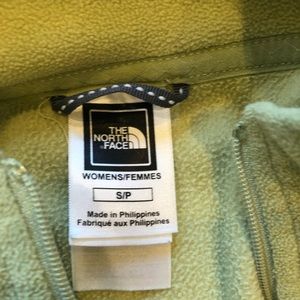 THE
NORTH
FACE
WOMENS/FEMMES
S/P
Made in Philippines
Fabriqué aux Philippines